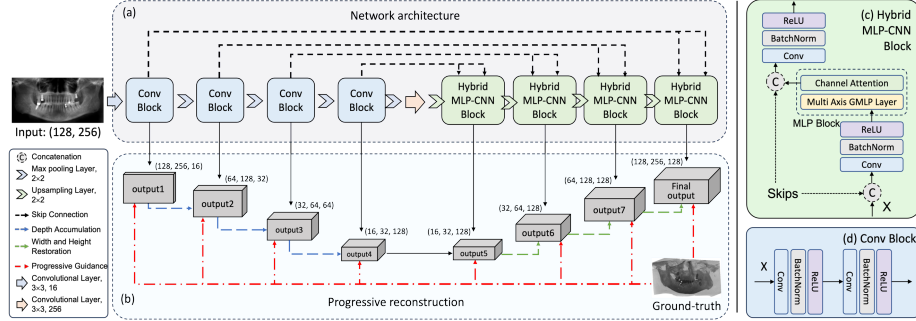 (a)
Network architecture
Conv
Block
Conv
Block
Conv
Block
Conv
Block
Hybrid
MLP-CNN
Block
Hybrid
MLP-CNN
Block
Hybrid
MLP-CNN
Block
Hybrid
MLP-CNN
Block
Input: (128, 256)
C Concatenation
Max pooling Layer,
2×2
Upsampling Layer,
2×2
Skip Connection
Depth Accumulation
Width and Height
Restoration
Progressive Guidance
Convolutional Layer,
3×3, 16
Convolutional Layer,
3×3, 256
(128, 256, 16)
output1
(64, 128, 32)
output2
(32, 64, 64)
output3
(16, 32, 128)
output4
(16, 32, 128)
output5
(32, 64, 128)
output6
(64, 128, 128)
output7
(128, 256, 128)
Final
output
Ground-truth
(b)
Progressive reconstruction
(c) Hybrid
MLP-CNN
Block
ReLU
BatchNorm
Conv
C
Channel Attention
Multi Axis GMLP Layer
MLP Block
ReLU
BatchNorm
Conv
Skips
C
X
(d) Conv Block
X
Conv
BatchNorm
ReLU
Conv
BatchNorm
ReLU